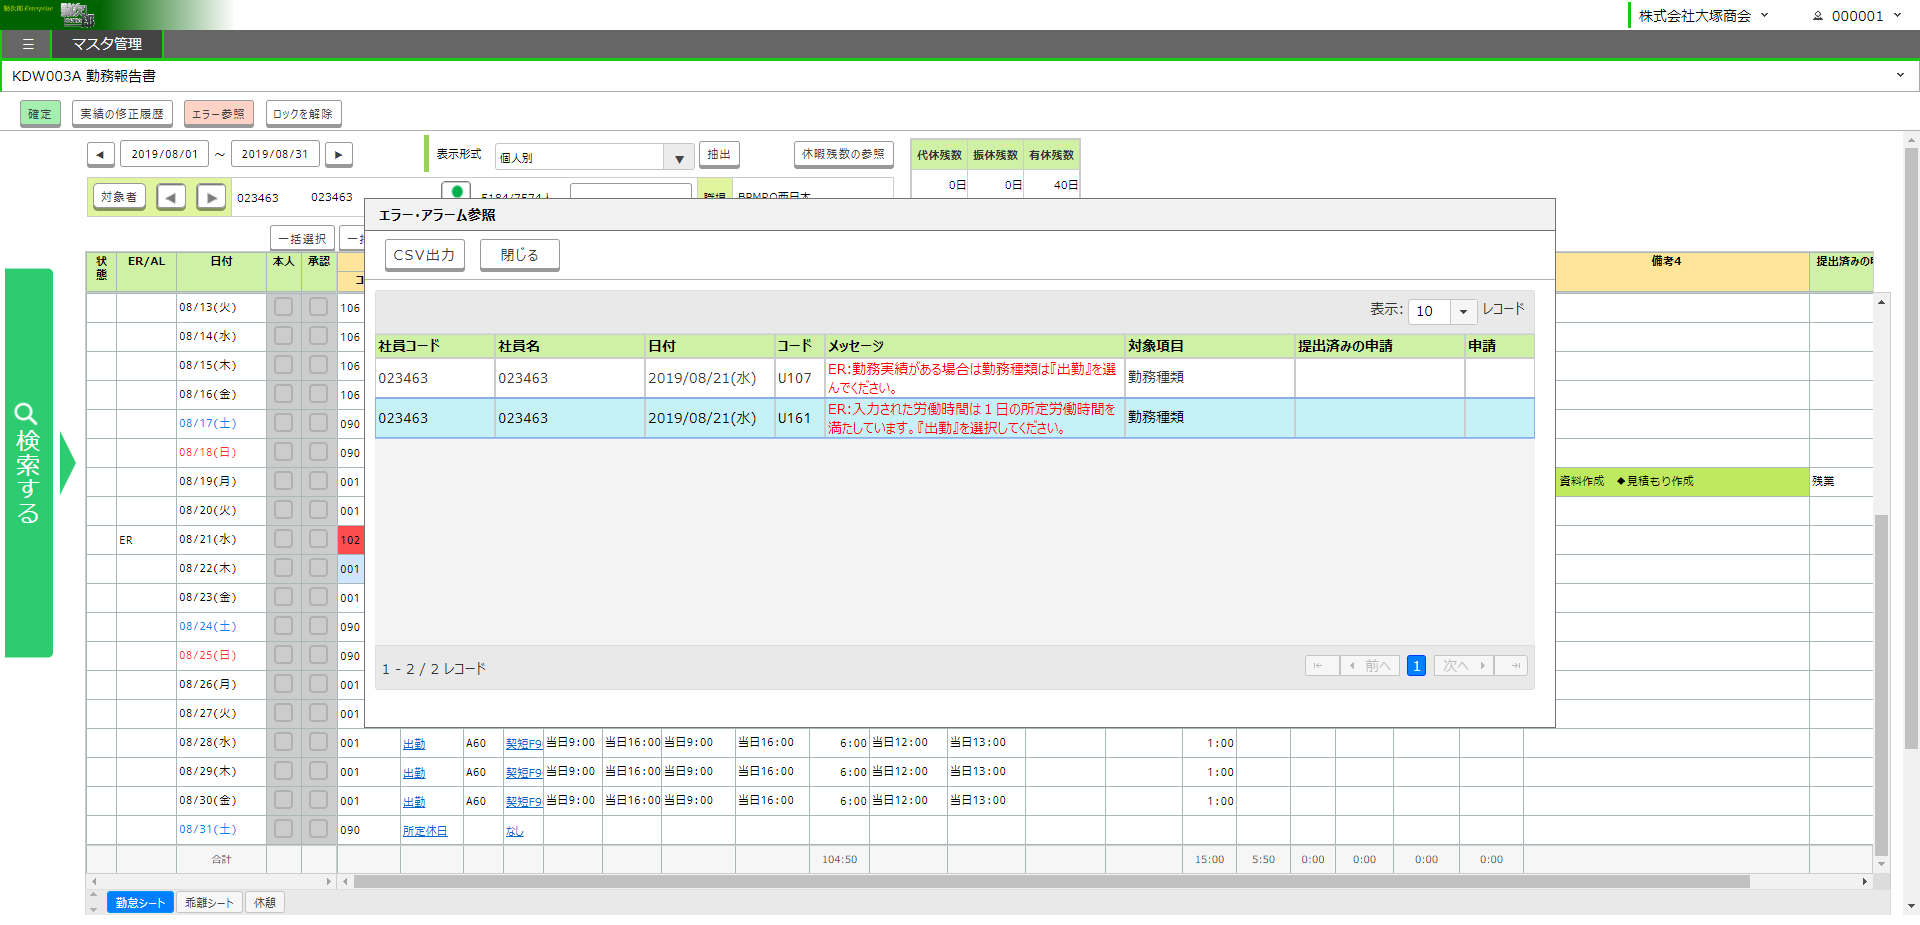 勤次郎Enterprise
株式会社大塚商会 000001
マスタ管理
KDW003A 勤務報告書
確定 実績の修正履歴 エラー参照 ロックを解除
2019/08/01 ～ 2019/08/31 表示形式 個人別 抽出 休暇残数の参照 代休残数 振休残数 有休残数
0日 0日 40日
対象者 023463 023463
一括選択
エラー・アラーム参照
CSV出力 閉じる
表示: 10 レコード
社員コード 社員名 日付 コード メッセージ 対象項目 提出済みの申請 申請
023463 023463 2019/08/21(水) U107 ER:勤務実績がある場合は勤務種類は『出勤』を選んでください。 勤務種類
023463 023463 2019/08/21(水) U161 ER:入力された労働時間は１日の所定労働時間を満たしています。『出勤』を選択してください。 勤務種類
1 - 2 / 2 レコード
前へ 1 次へ
検索する
状態 ER/AL 日付 本人 承認 備考4 提出済みの
08/13(火) 106
08/14(水) 106
08/15(木) 106
08/16(金) 106
08/17(土) 090
08/18(日) 090
08/19(月) 001 資料作成 ◆見積もり作成 残業
08/20(火) 001
ER 08/21(水) 102
08/22(木) 001
08/23(金) 001
08/24(土) 090
08/25(日) 090
08/26(月) 001
08/27(火) 001
08/28(水) 001 出勤 A60 契短F9 当日9:00 当日16:00 当日9:00 当日16:00 6:00 当日12:00 当日13:00 1:00
08/29(木) 001 出勤 A60 契短F9 当日9:00 当日16:00 当日9:00 当日16:00 6:00 当日12:00 当日13:00 1:00
08/30(金) 001 出勤 A60 契短F9 当日9:00 当日16:00 当日9:00 当日16:00 6:00 当日12:00 当日13:00 1:00
08/31(土) 090 所定休日 なし
合計 104:50 15:00 5:50 0:00 0:00 0:00 0:00
勤怠シート 乖離シート 休憩